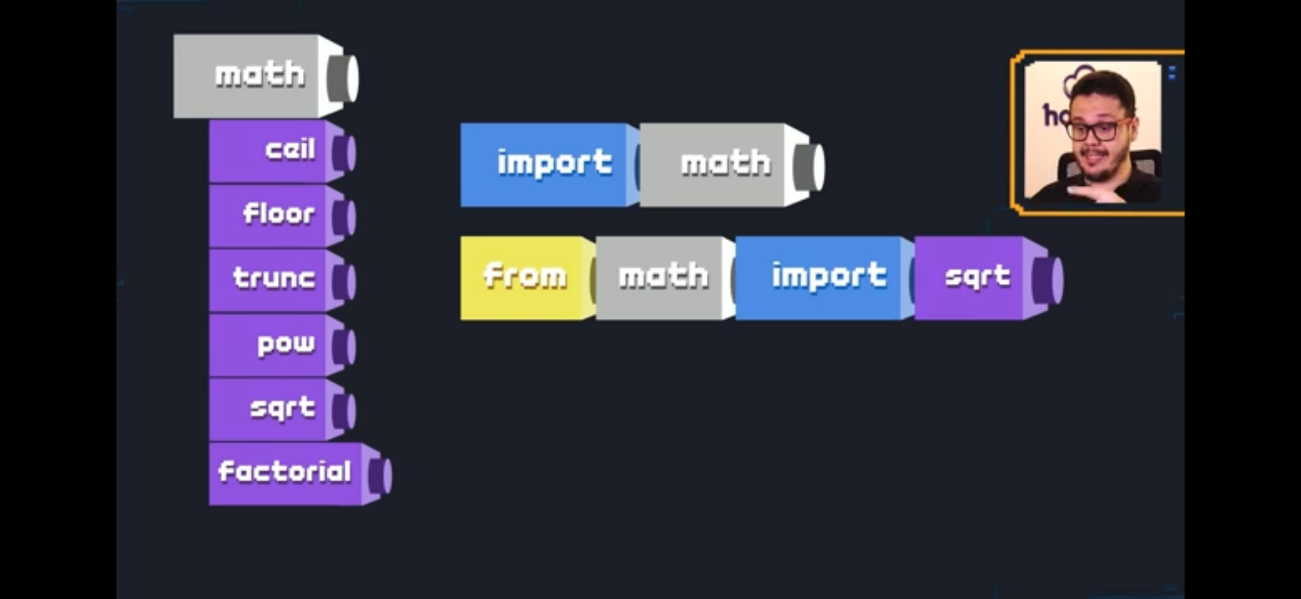 math
ceil
floor
trunc
pow
sqrt
factorial
import math
from math import sqrt